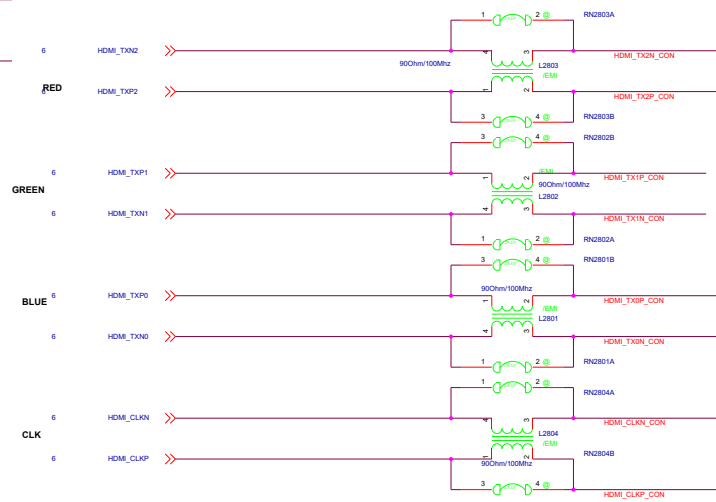 1 2 @ RN2803A
6 HDMI_TXN2 4 3 HDMI_TX2N_CON
90Ohm/100Mhz L2803
/EMI
RED
6 HDMI_TXP2 1 2 HDMI_TX2P_CON
3 4 @ RN2803B
3 4 @ RN2802B
6 HDMI_TXP1 1 2 /EMI HDMI_TX1P_CON
90Ohm/100Mhz
GREEN
L2802
6 HDMI_TXN1 4 3 HDMI_TX1N_CON
1 2 @ RN2802A
3 4 @ RN2801B
90Ohm/100Mhz
BLUE
6 HDMI_TXP0 1 2 HDMI_TX0P_CON
/EMI
L2801
6 HDMI_TXN0 4 3 HDMI_TX0N_CON
1 2 @ RN2801A
1 2 @ RN2804A
6 HDMI_CLKN 4 3 HDMI_CLKN_CON
CLK
L2804
/EMI
6 HDMI_CLKP 1 2 RN2804B
90Ohm/100Mhz
3 4 @ HDMI_CLKP_CON